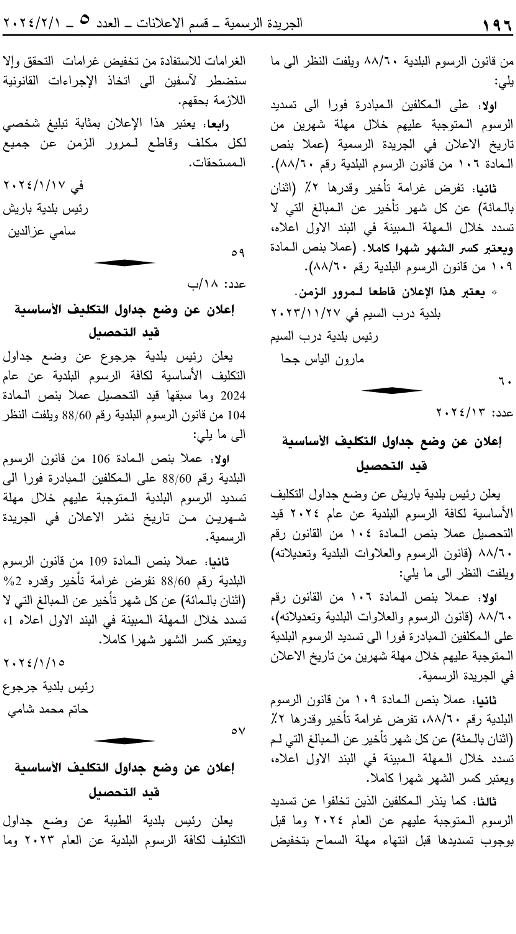 ١٩٦
الجريدة الرسمية – قسم الاعلانات – العدد ٥ – ٢٠٢٤/٢/١
من قانون الرسوم البلدية ٨٨/٦٠ ويلفت النظر الى ما
يلي:
اولا: على المكلفين المبادرة فورا الى تسديد
الرسوم المتوجبة عليهم خلال مهلة شهرين من
تاريخ الاعلان في الجريدة الرسمية (عملا بنص
المادة ١٠٦ من قانون الرسوم البلدية رقم ٨٨/٦٠).
ثانيا: تفرض غرامة تأخير وقدرها ٢٪ (اثنان
بالمائة) عن كل شهر تأخير عن المبالغ التي لا
تسدد خلال المهلة المبينة في البند الاول اعلاه،
ويعتبر كسر الشهر شهرا كاملا. (عملا بنص المادة
١٠٩ من قانون الرسوم البلدية رقم ٨٨/٦٠).
* يعتبر هذا الإعلان قاطعا لمرور الزمن.
بلدية درب السيم في ٢٠٢٣/١١/٢٧
رئيس بلدية درب السيم
مارون الياس جحا
٦٠
عدد: ٢٠٢٤/١٣
إعلان عن وضع جداول التكليف الأساسية
قيد التحصيل
يعلن رئيس بلدية باريش عن وضع جداول التكليف
الأساسية لكافة الرسوم البلدية عن عام ٢٠٢٤ قيد
التحصيل عملا بنص المادة ١٠٤ من القانون رقم
٨٨/٦٠ (قانون الرسوم والعلاوات البلدية وتعديلاته)
ويلفت النظر الى ما يلي:
اولا: عملا بنص المادة ١٠٦ من القانون رقم
٨٨/٦٠ (قانون الرسوم والعلاوات البلدية وتعديلاته)،
على المكلفين المبادرة فورا الى تسديد الرسوم البلدية
المتوجبة عليهم خلال مهلة شهرين من تاريخ الاعلان
في الجريدة الرسمية.
ثانيا: عملا بنص المادة ١٠٩ من قانون الرسوم
البلدية رقم ٨٨/٦٠، تفرض غرامة تأخير وقدرها ٢٪
(اثنان بالمئة) عن كل شهر تأخير عن المبالغ التي لم
تسدد خلال المهلة المبينة في البند الاول اعلاه،
ويعتبر كسر الشهر شهرا كاملا.
ثالثا: كما ينذر المكلفين الذين تخلفوا عن تسديد
الرسوم المتوجبة عليهم عن العام ٢٠٢٤ وما قبل
بوجوب تسديدها قبل انتهاء مهلة السماح بتخفيض
الغرامات للاستفادة من تخفيض غرامات التحقق وإلا
سنضطر لآسفين الى اتخاذ الإجراءات القانونية
اللازمة بحقهم.
رابعا: يعتبر هذا الإعلان بمثابة تبليغ شخصي
لكل مكلف وقاطع لمرور الزمن عن جميع
المستحقات.
في ٢٠٢٤/١/١٧
رئيس بلدية باريش
سامي عزالدين
٥٩
عدد: ١٨/ب
إعلان عن وضع جداول التكليف الأساسية
قيد التحصيل
يعلن رئيس بلدية جرجوع عن وضع جداول
التكليف الأساسية لكافة الرسوم البلدية عن عام
2024 وما سبقها قيد التحصيل عملا بنص المادة
104 من قانون الرسوم البلدية رقم 88/60 ويلفت النظر
الى ما يلي:
اولا: عملا بنص المادة 106 من قانون الرسوم
البلدية رقم 88/60 على المكلفين المبادرة فورا الى
تسديد الرسوم البلدية المتوجبة عليهم خلال مهلة
شهرين من تاريخ نشر الاعلان في الجريدة
الرسمية.
ثانيا: عملا بنص المادة 109 من قانون الرسوم
البلدية رقم 88/60 نفرض غرامة تأخير وقدره 2%
(اثنان بالمائة) عن كل شهر تأخير عن المبالغ التي لا
تسدد خلال المهلة المبينة في البند الاول اعلاه 1،
ويعتبر كسر الشهر شهرا كاملا.
٢٠٢٤/١/١٥
رئيس بلدية جرجوع
حاتم محمد شامي
٥٧
إعلان عن وضع جداول التكليف الأساسية
قيد التحصيل
يعلن رئيس بلدية الطيبة عن وضع جداول
التكليف لكافة الرسوم البلدية عن العام ٢٠٢٣ وما